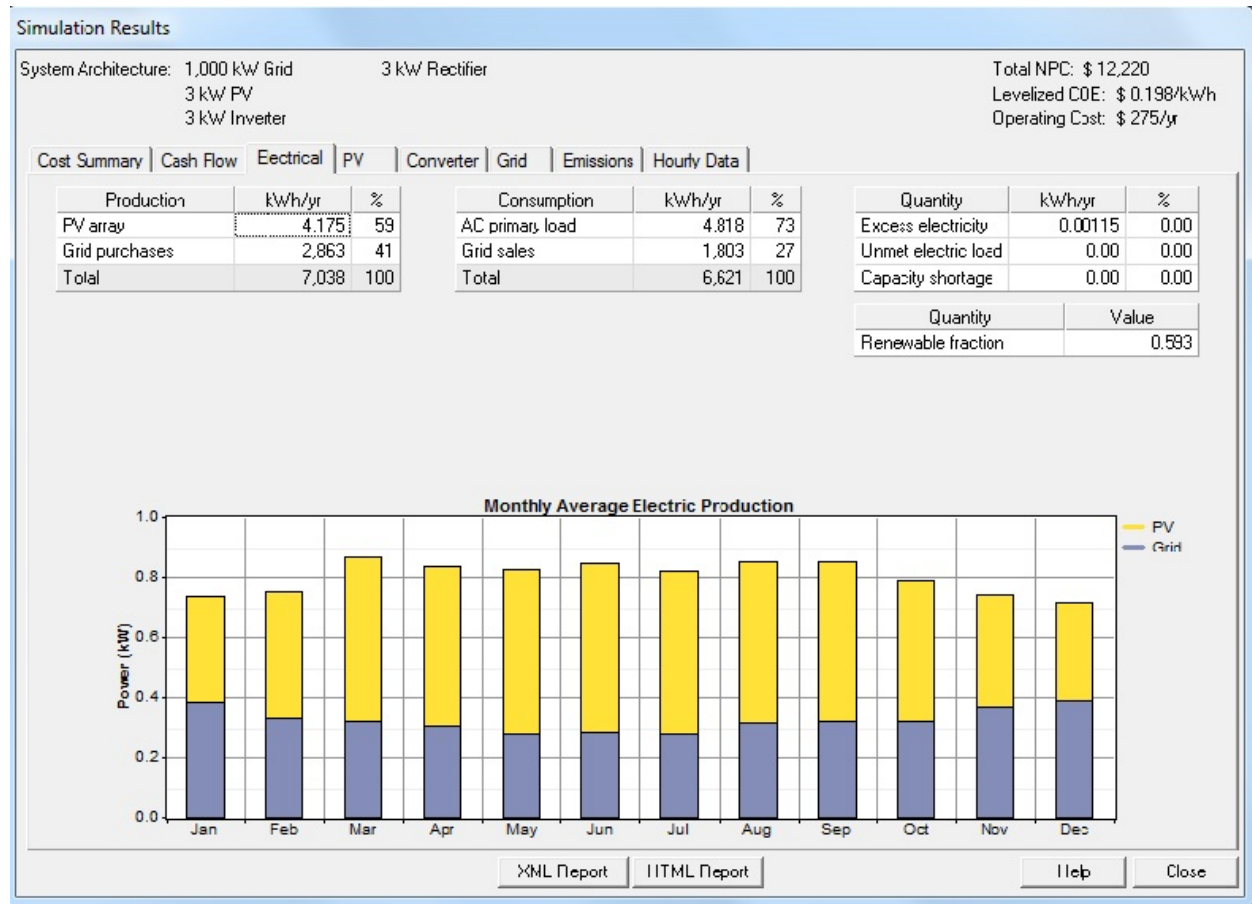 Simulation Results
System Architecture: 1,000 kW Grid 3 kW Rectifier Total NPC: $ 12,220
3 kW PV Levelized COE: $ 0.198/kWh
3 kW Inverter Operating Cost: $ 275/yr
Cost Summary Cash Flow Electrical PV Converter Grid Emissions Hourly Data
Production kWh/yr % Consumption kWh/yr % Quantity kWh/yr %
PV array 4,175 59 AC primary load 4,818 73 Excess electricity 0.00115 0.00
Grid purchases 2,863 41 Grid sales 1,803 27 Unmet electric load 0.00 0.00
Total 7,038 100 Total 6,621 100 Capacity shortage 0.00 0.00
Quantity Value
Renewable fraction 0.593
Monthly Average Electric Production
1.0
0.8
0.6
0.4
0.2
0.0
Power (kW)
PV
Grid
Jan Feb Mar Apr May Jun Jul Aug Sep Oct Nov Dec
XML Report HTML Report Help Close